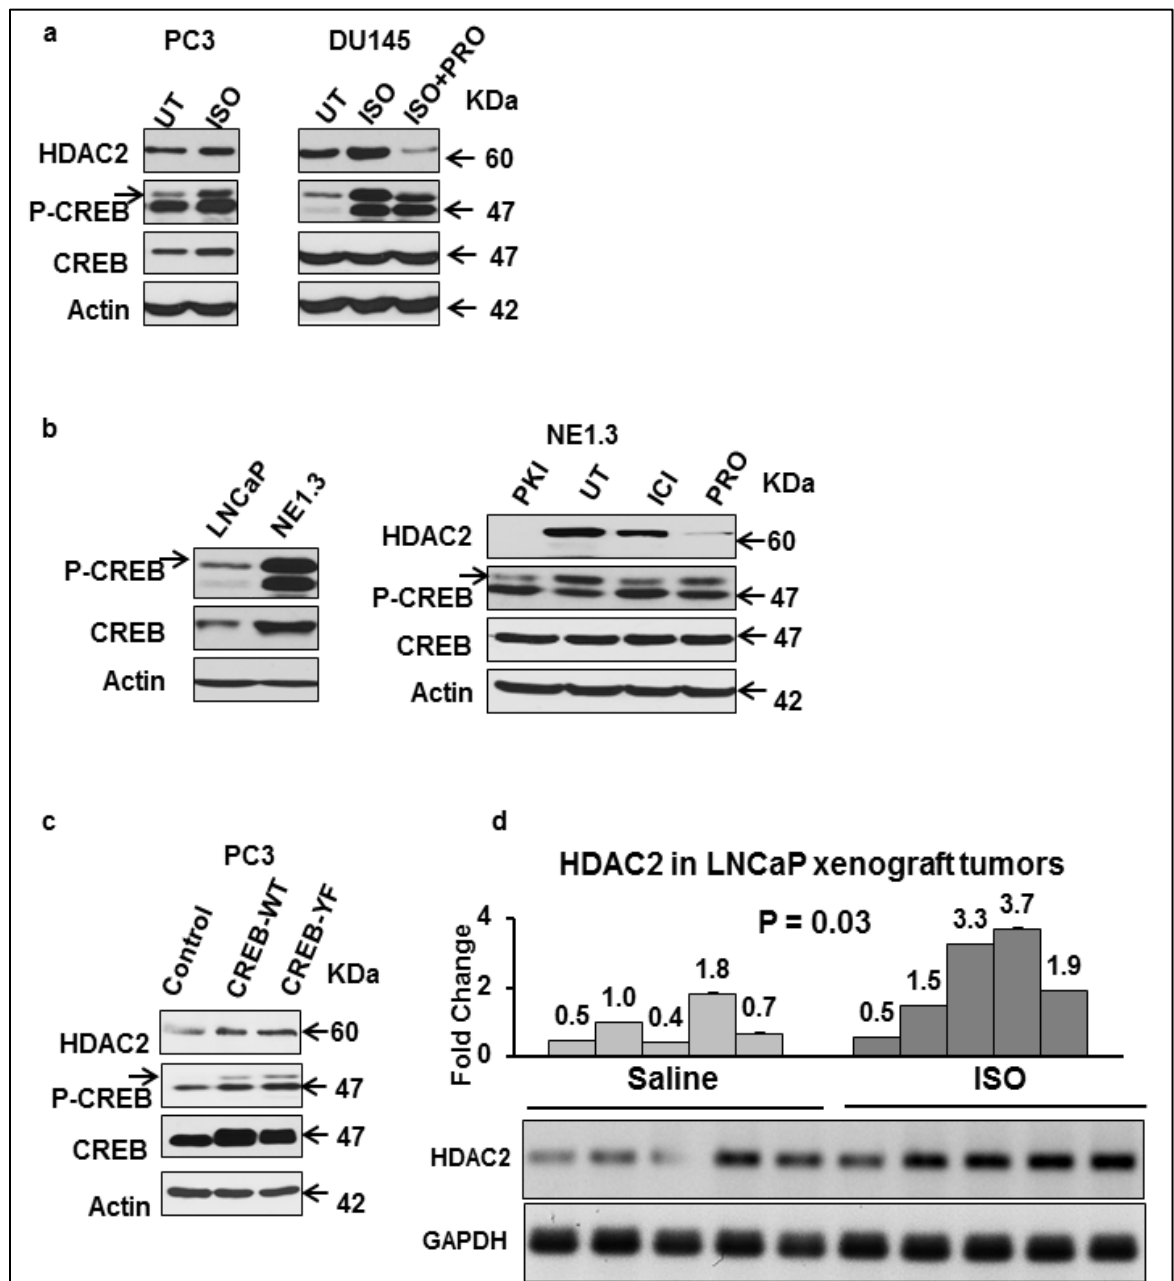 a
PC3
DU145
UT ISO
UT ISO ISO+PRO KDa
HDAC2
← 60
P-CREB
← 47
CREB
← 47
Actin
← 42
b
NE1.3
LNCaP NE1.3
PKI UT ICI PRO KDa
P-CREB
CREB
Actin
HDAC2
←60
P-CREB
←47
CREB
←47
Actin
←42
c
PC3
Control CREB-WT CREB-YF KDa
HDAC2
←60
P-CREB
←47
CREB
←47
Actin
←42
d
HDAC2 in LNCaP xenograft tumors
P = 0.03
Fold Change
4
2
0
0.5 1.0 0.4 1.8 0.7
0.5 1.5 3.3 3.7 1.9
Saline ISO
HDAC2
GAPDH